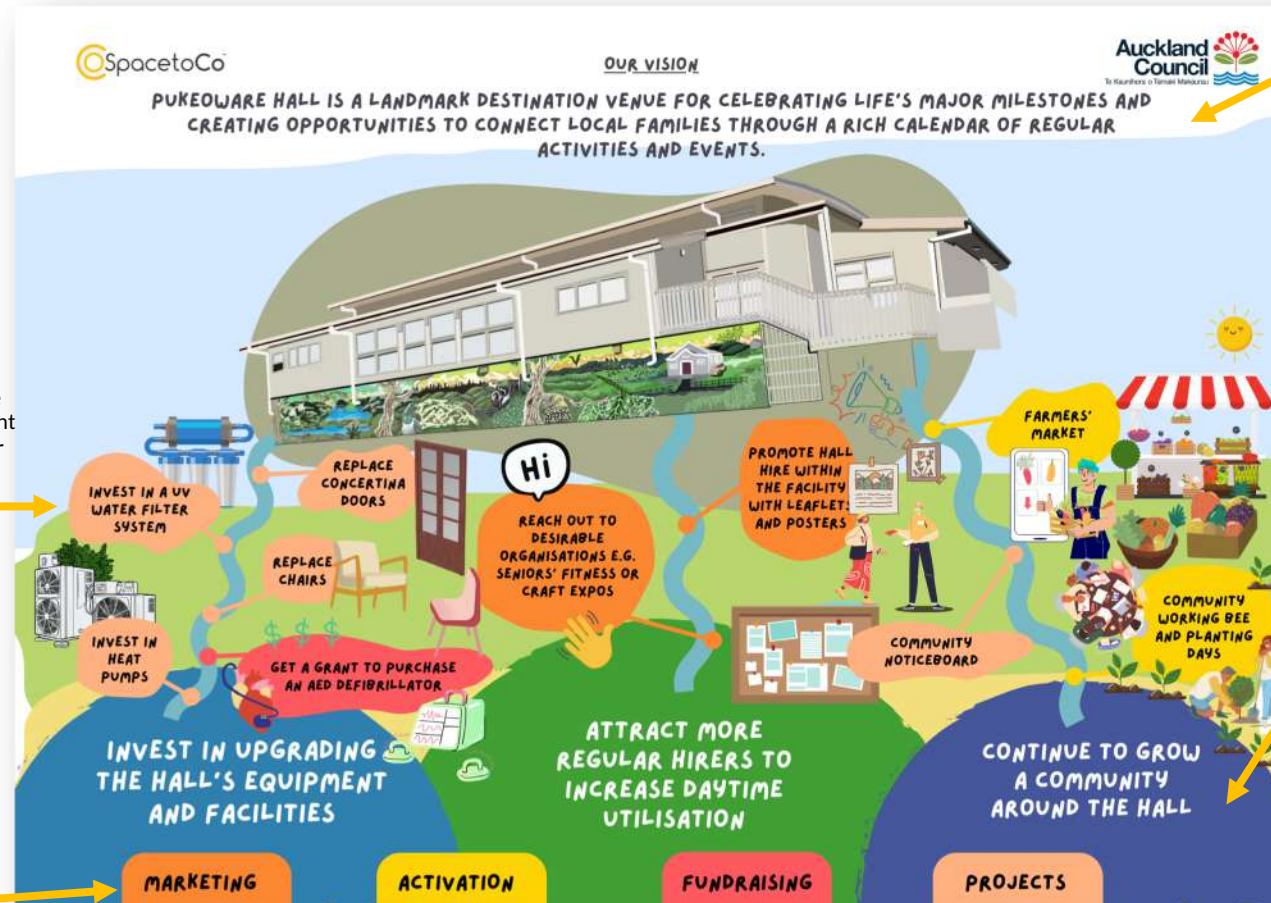 SpacetoCo
OUR VISION
Auckland
Council
Te Kaunihera o Tāmaki Makaurau
PUKEOWARE HALL IS A LANDMARK DESTINATION VENUE FOR CELEBRATING LIFE'S MAJOR MILESTONES AND
CREATING OPPORTUNITIES TO CONNECT LOCAL FAMILIES THROUGH A RICH CALENDAR OF REGULAR
ACTIVITIES AND EVENTS.
INVEST IN A UV
WATER FILTER
SYSTEM
REPLACE
CONCERTINA
DOORS
Hi
REACH OUT TO
DESIRABLE
ORGANISATIONS E.G.
SENIORS' FITNESS OR
CRAFT EXPOS
PROMOTE HALL
HIRE WITHIN
THE FACILITY
WITH LEAFLETS
AND POSTERS
FARMERS'
MARKET
REPLACE
CHAIRS
INVEST IN
HEAT
PUMPS
$ $ $
GET A GRANT TO PURCHASE
AN AED DEFIBRILLATOR
COMMUNITY
NOTICEBOARD
COMMUNITY
WORKING BEE
AND PLANTING
DAYS
INVEST IN UPGRADING
THE HALL'S EQUIPMENT
AND FACILITIES
ATTRACT MORE
REGULAR HIRERS TO
INCREASE DAYTIME
UTILISATION
CONTINUE TO GROW
A COMMUNITY
AROUND THE HALL
MARKETING
ACTIVATION
FUNDRAISING
PROJECTS